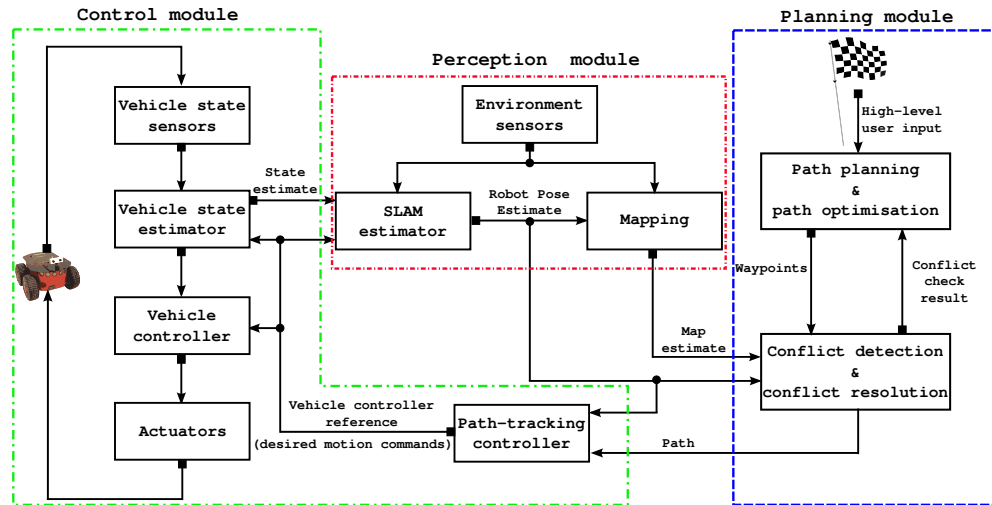 Control module
Planning module
Perception module
Vehicle state
sensors
Environment
sensors
High-level
user input
State
estimate
Path planning
&
path optimisation
Vehicle state
estimator
SLAM
estimator
Robot Pose
Estimate
Mapping
Waypoints
Conflict
check
result
Vehicle
controller
Map
estimate
Conflict detection
&
conflict resolution
Actuators
Vehicle controller
reference
(desired motion commands)
Path-tracking
controller
Path